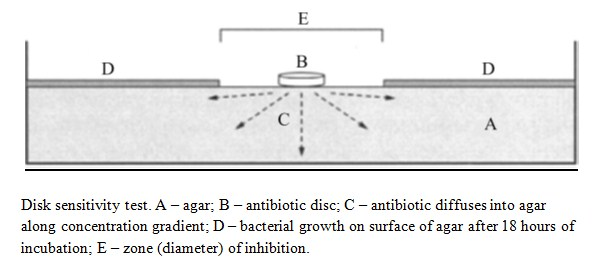 E
D
B
D
C
A
Disk sensitivity test. A – agar; B – antibiotic disc; C – antibiotic diffuses into agar
along concentration gradient; D – bacterial growth on surface of agar after 18 hours of
incubation; E – zone (diameter) of inhibition.